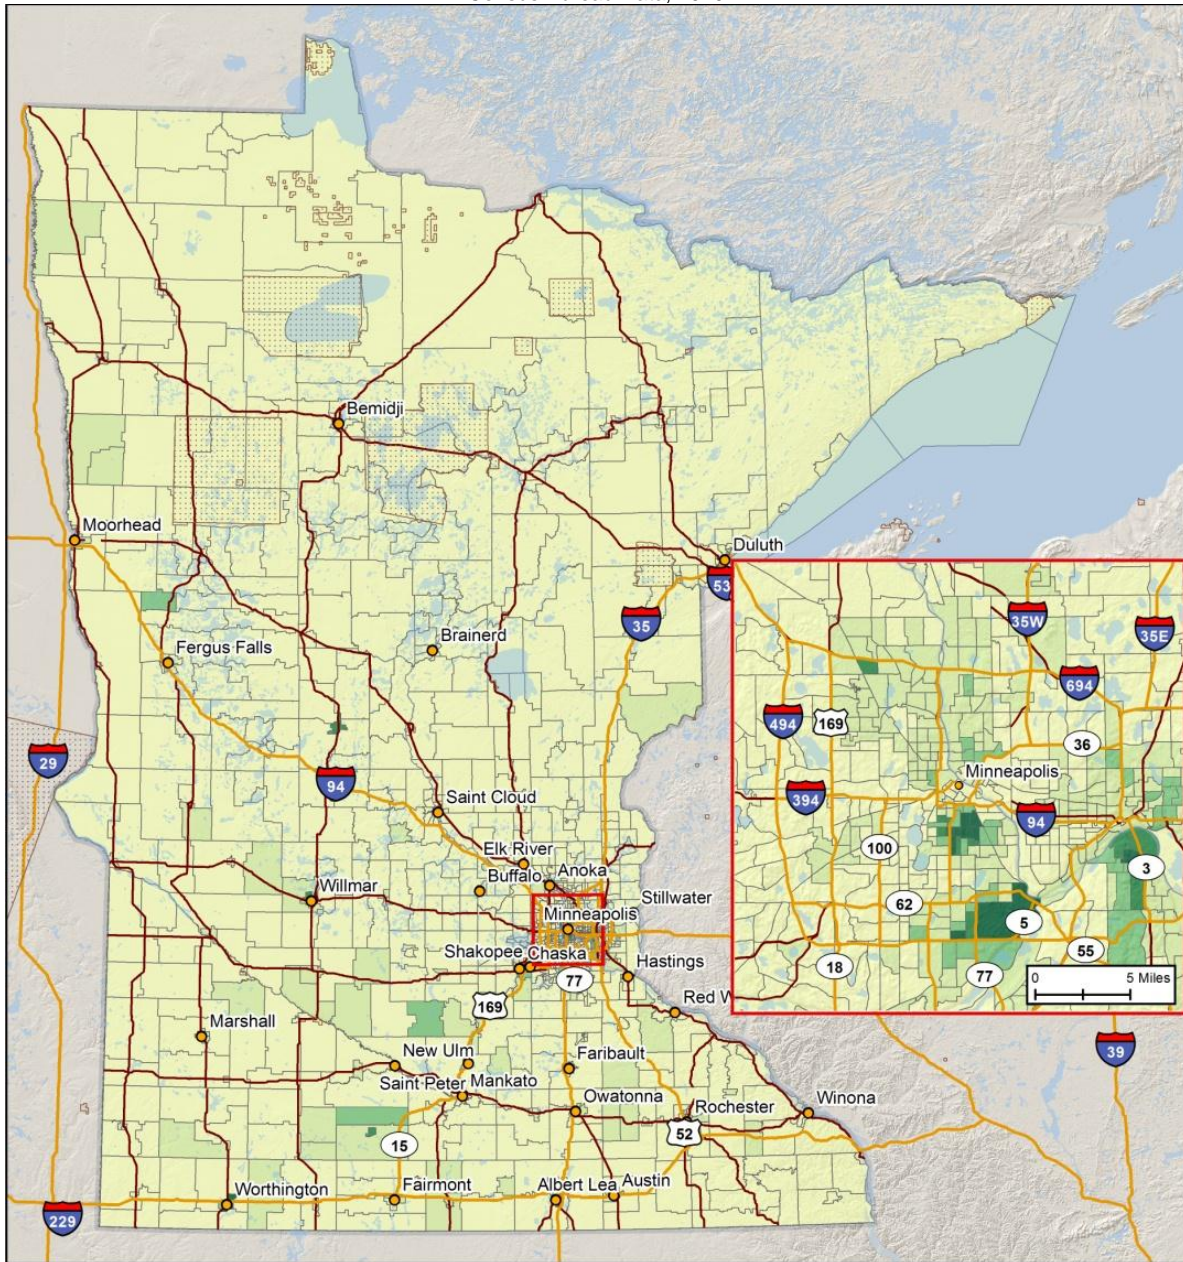 Bemidji
Moorhead
Duluth
53
35
Brainerd
Fergus Falls
29
94
Saint Cloud
Elk River
Buffalo
Anoka
Willmar
Stillwater
Minneapolis
Shakopee
Chaska
Hastings
77
169
Red W
Marshall
New Ulm
Faribault
Saint Peter
Mankato
Owatonna
Rochester
Winona
52
15
Worthington
Fairmont
Albert Lea
Austin
229
39
35W
35E
694
494
169
36
Minneapolis
394
94
100
3
62
5
55
18
77
0 5 Miles